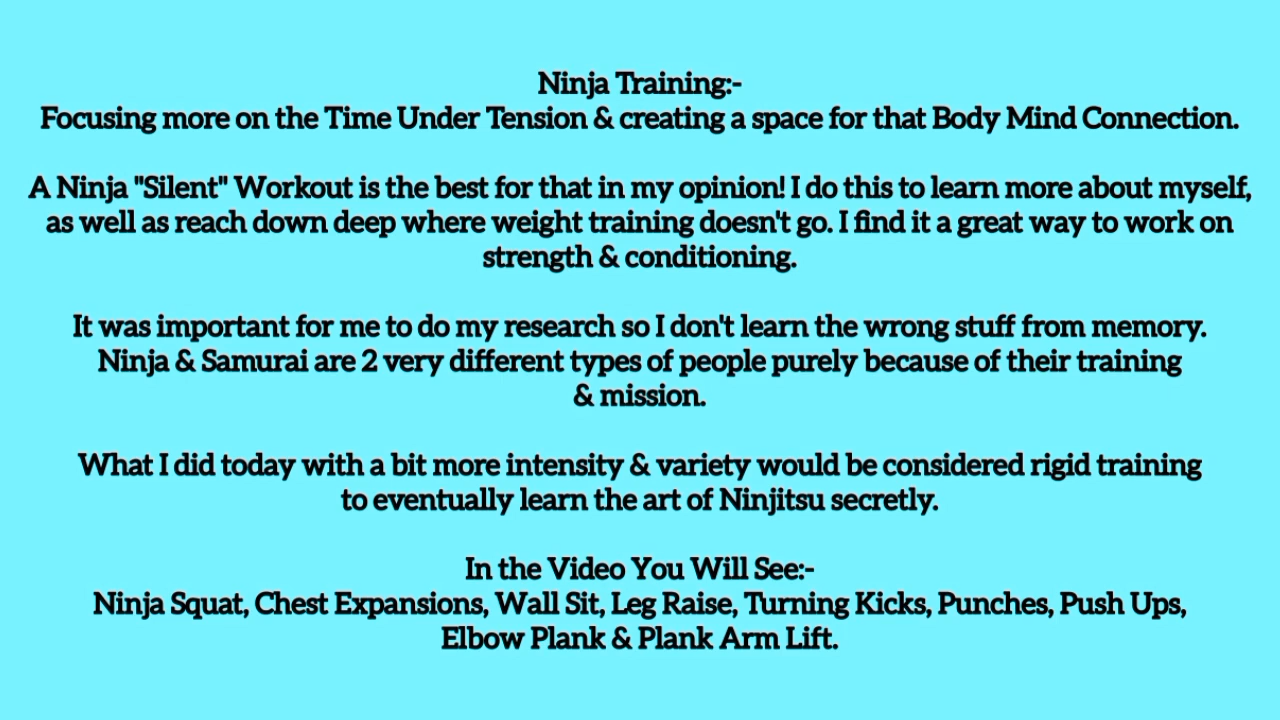 Ninja Training:-
Focusing more on the Time Under Tension & creating a space for that Body Mind Connection.
A Ninja "Silent" Workout is the best for that in my opinion! I do this to learn more about myself,
as well as reach down deep where weight training doesn't go. I find it a great way to work on
strength & conditioning.
It was important for me to do my research so I don't learn the wrong stuff from memory.
Ninja & Samurai are 2 very different types of people purely because of their training
& mission.
What I did today with a bit more intensity & variety would be considered rigid training
to eventually learn the art of Ninjitsu secretly.
In the Video You Will See:-
Ninja Squat, Chest Expansions, Wall Sit, Leg Raise, Turning Kicks, Punches, Push Ups,
Elbow Plank & Plank Arm Lift.